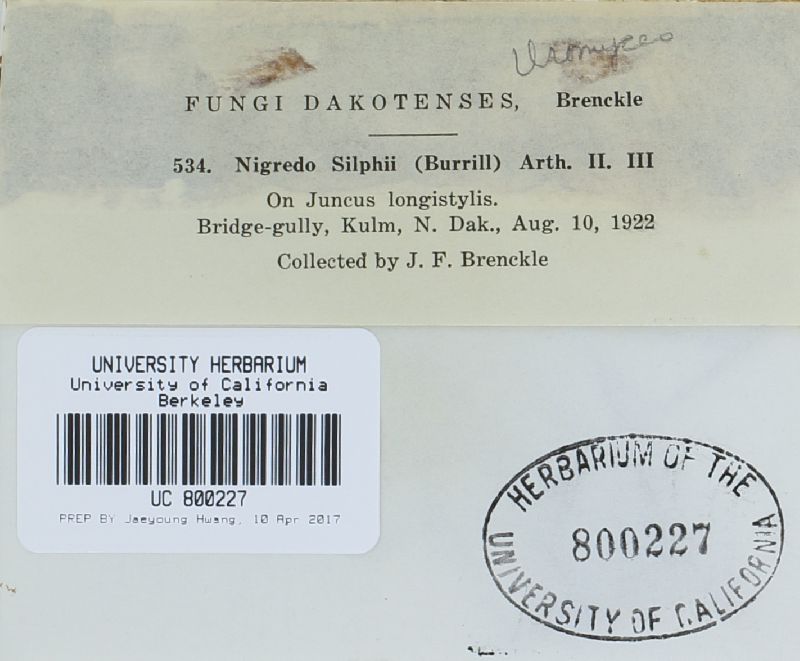 Uromyces
FUNGI DAKOTENSES, Brenckle
534. Nigredo Silphii (Burrill) Arth. II. III
On Juncus longistylis.
Bridge-gully, Kulm, N. Dak., Aug. 10, 1922
Collected by J. F. Brenckle
UNIVERSITY HERBARIUM
University of California
Berkeley
UC 800227
PREP BY Jaeyoung Hwang, 10 Apr 2017
HERBARIUM OF THE
800227
UNIVERSITY OF CALIFORNIA